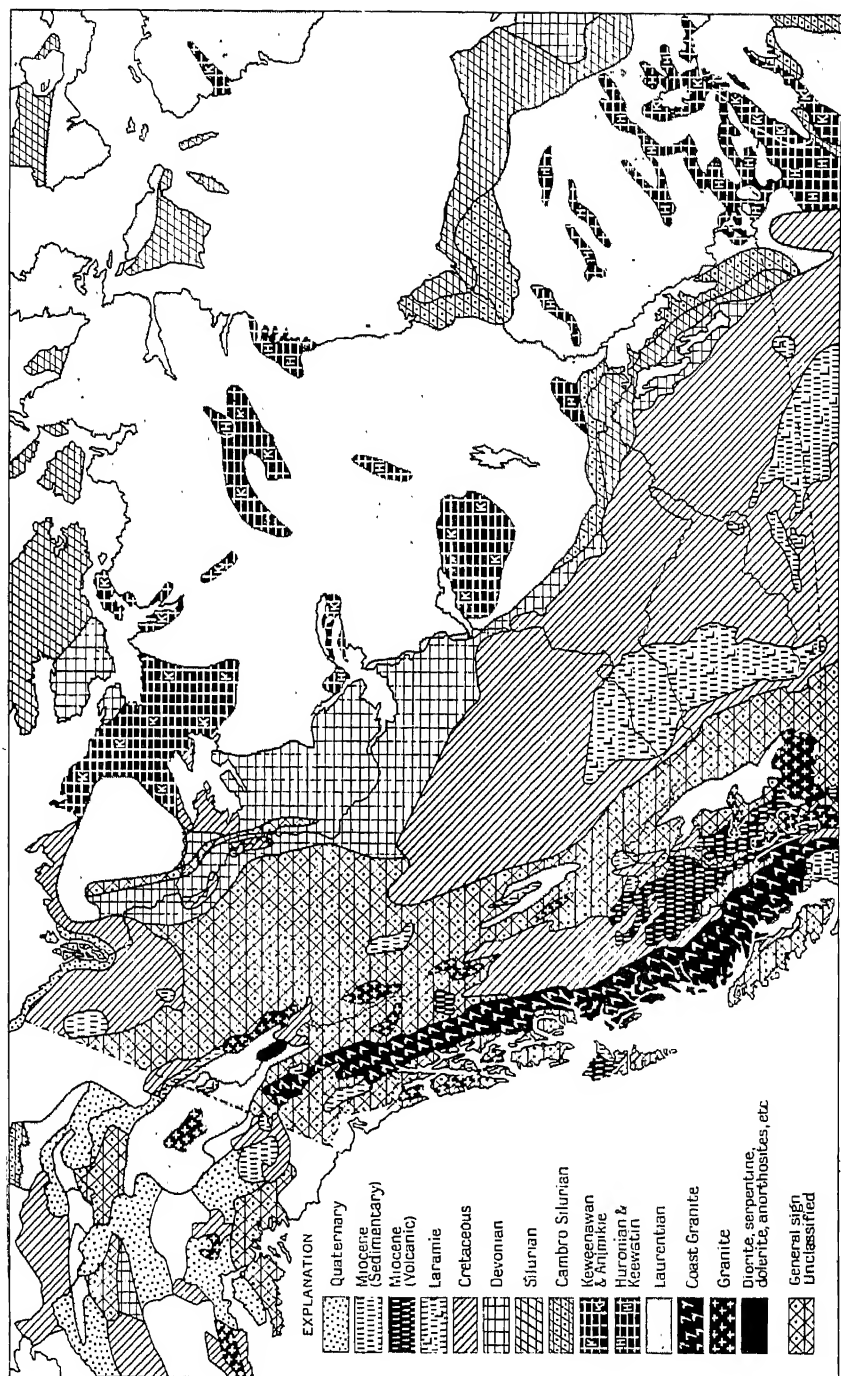 EXPLANATION
Quaternary
Miocene
(Sedimentary)
Miocene
(Volcanic)
Laramie
Cretaceous
Devonian
Silurian
Cambro Silurian
Keweenawan
& Animikie
Huronian &
Keewatin
Laurentian
Coast Granite
Granite
Diorite, serpentine,
dolerite, anorthosites, etc
General sign
Unclassified